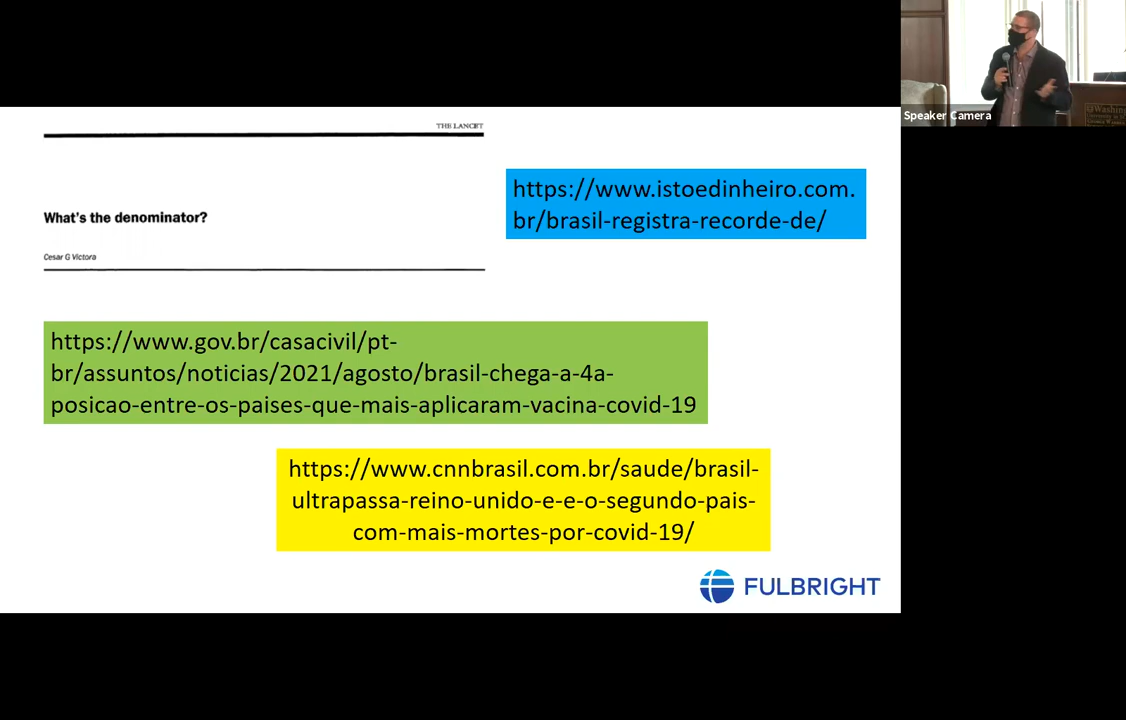 THE LANCET
What's the denominator?
Cesar G Victora
https://www.istoedinheiro.com.
br/brasil-registra-recorde-de/
https://www.gov.br/casacivil/pt-
br/assuntos/noticias/2021/agosto/brasil-chega-a-4a-
posicao-entre-os-paises-que-mais-aplicaram-vacina-covid-19
https://www.cnnbrasil.com.br/saude/brasil-
ultrapassa-reino-unido-e-e-o-segundo-pais-
com-mais-mortes-por-covid-19/
FULBRIGHT
Speaker Camera